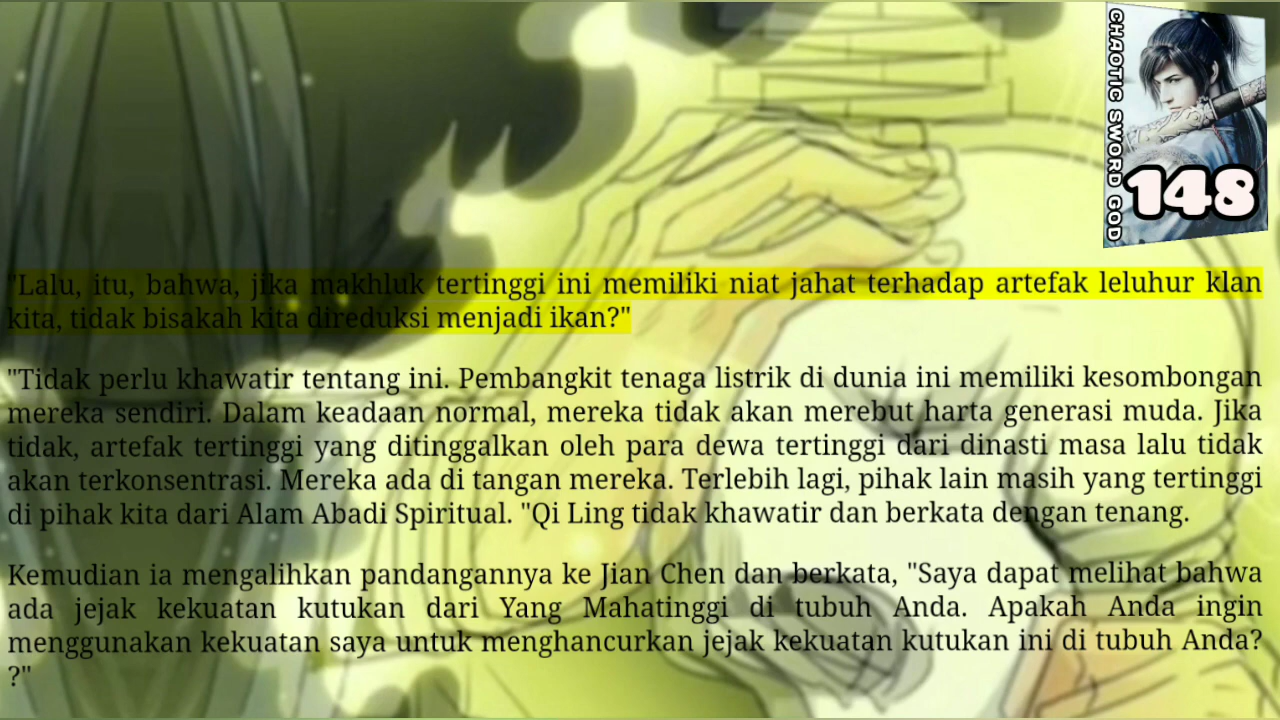 CHAOTIC SWORD GOD
148
"Lalu, itu, bahwa, jika makhluk tertinggi ini memiliki niat jahat terhadap artefak leluhur klan
kita, tidak bisakah kita direduksi menjadi ikan?"
"Tidak perlu khawatir tentang ini. Pembangkit tenaga listrik di dunia ini memiliki kesombongan
mereka sendiri. Dalam keadaan normal, mereka tidak akan merebut harta generasi muda. Jika
tidak, artefak tertinggi yang ditinggalkan oleh para dewa tertinggi dari dinasti masa lalu tidak
akan terkonsentrasi. Mereka ada di tangan mereka. Terlebih lagi, pihak lain masih yang tertinggi
di pihak kita dari Alam Abadi Spiritual. "Qi Ling tidak khawatir dan berkata dengan tenang.
Kemudian ia mengalihkan pandangannya ke Jian Chen dan berkata, "Saya dapat melihat bahwa
ada jejak kekuatan kutukan dari Yang Mahatinggi di tubuh Anda. Apakah Anda ingin
menggunakan kekuatan saya untuk menghancurkan jejak kekuatan kutukan ini di tubuh Anda?
?"